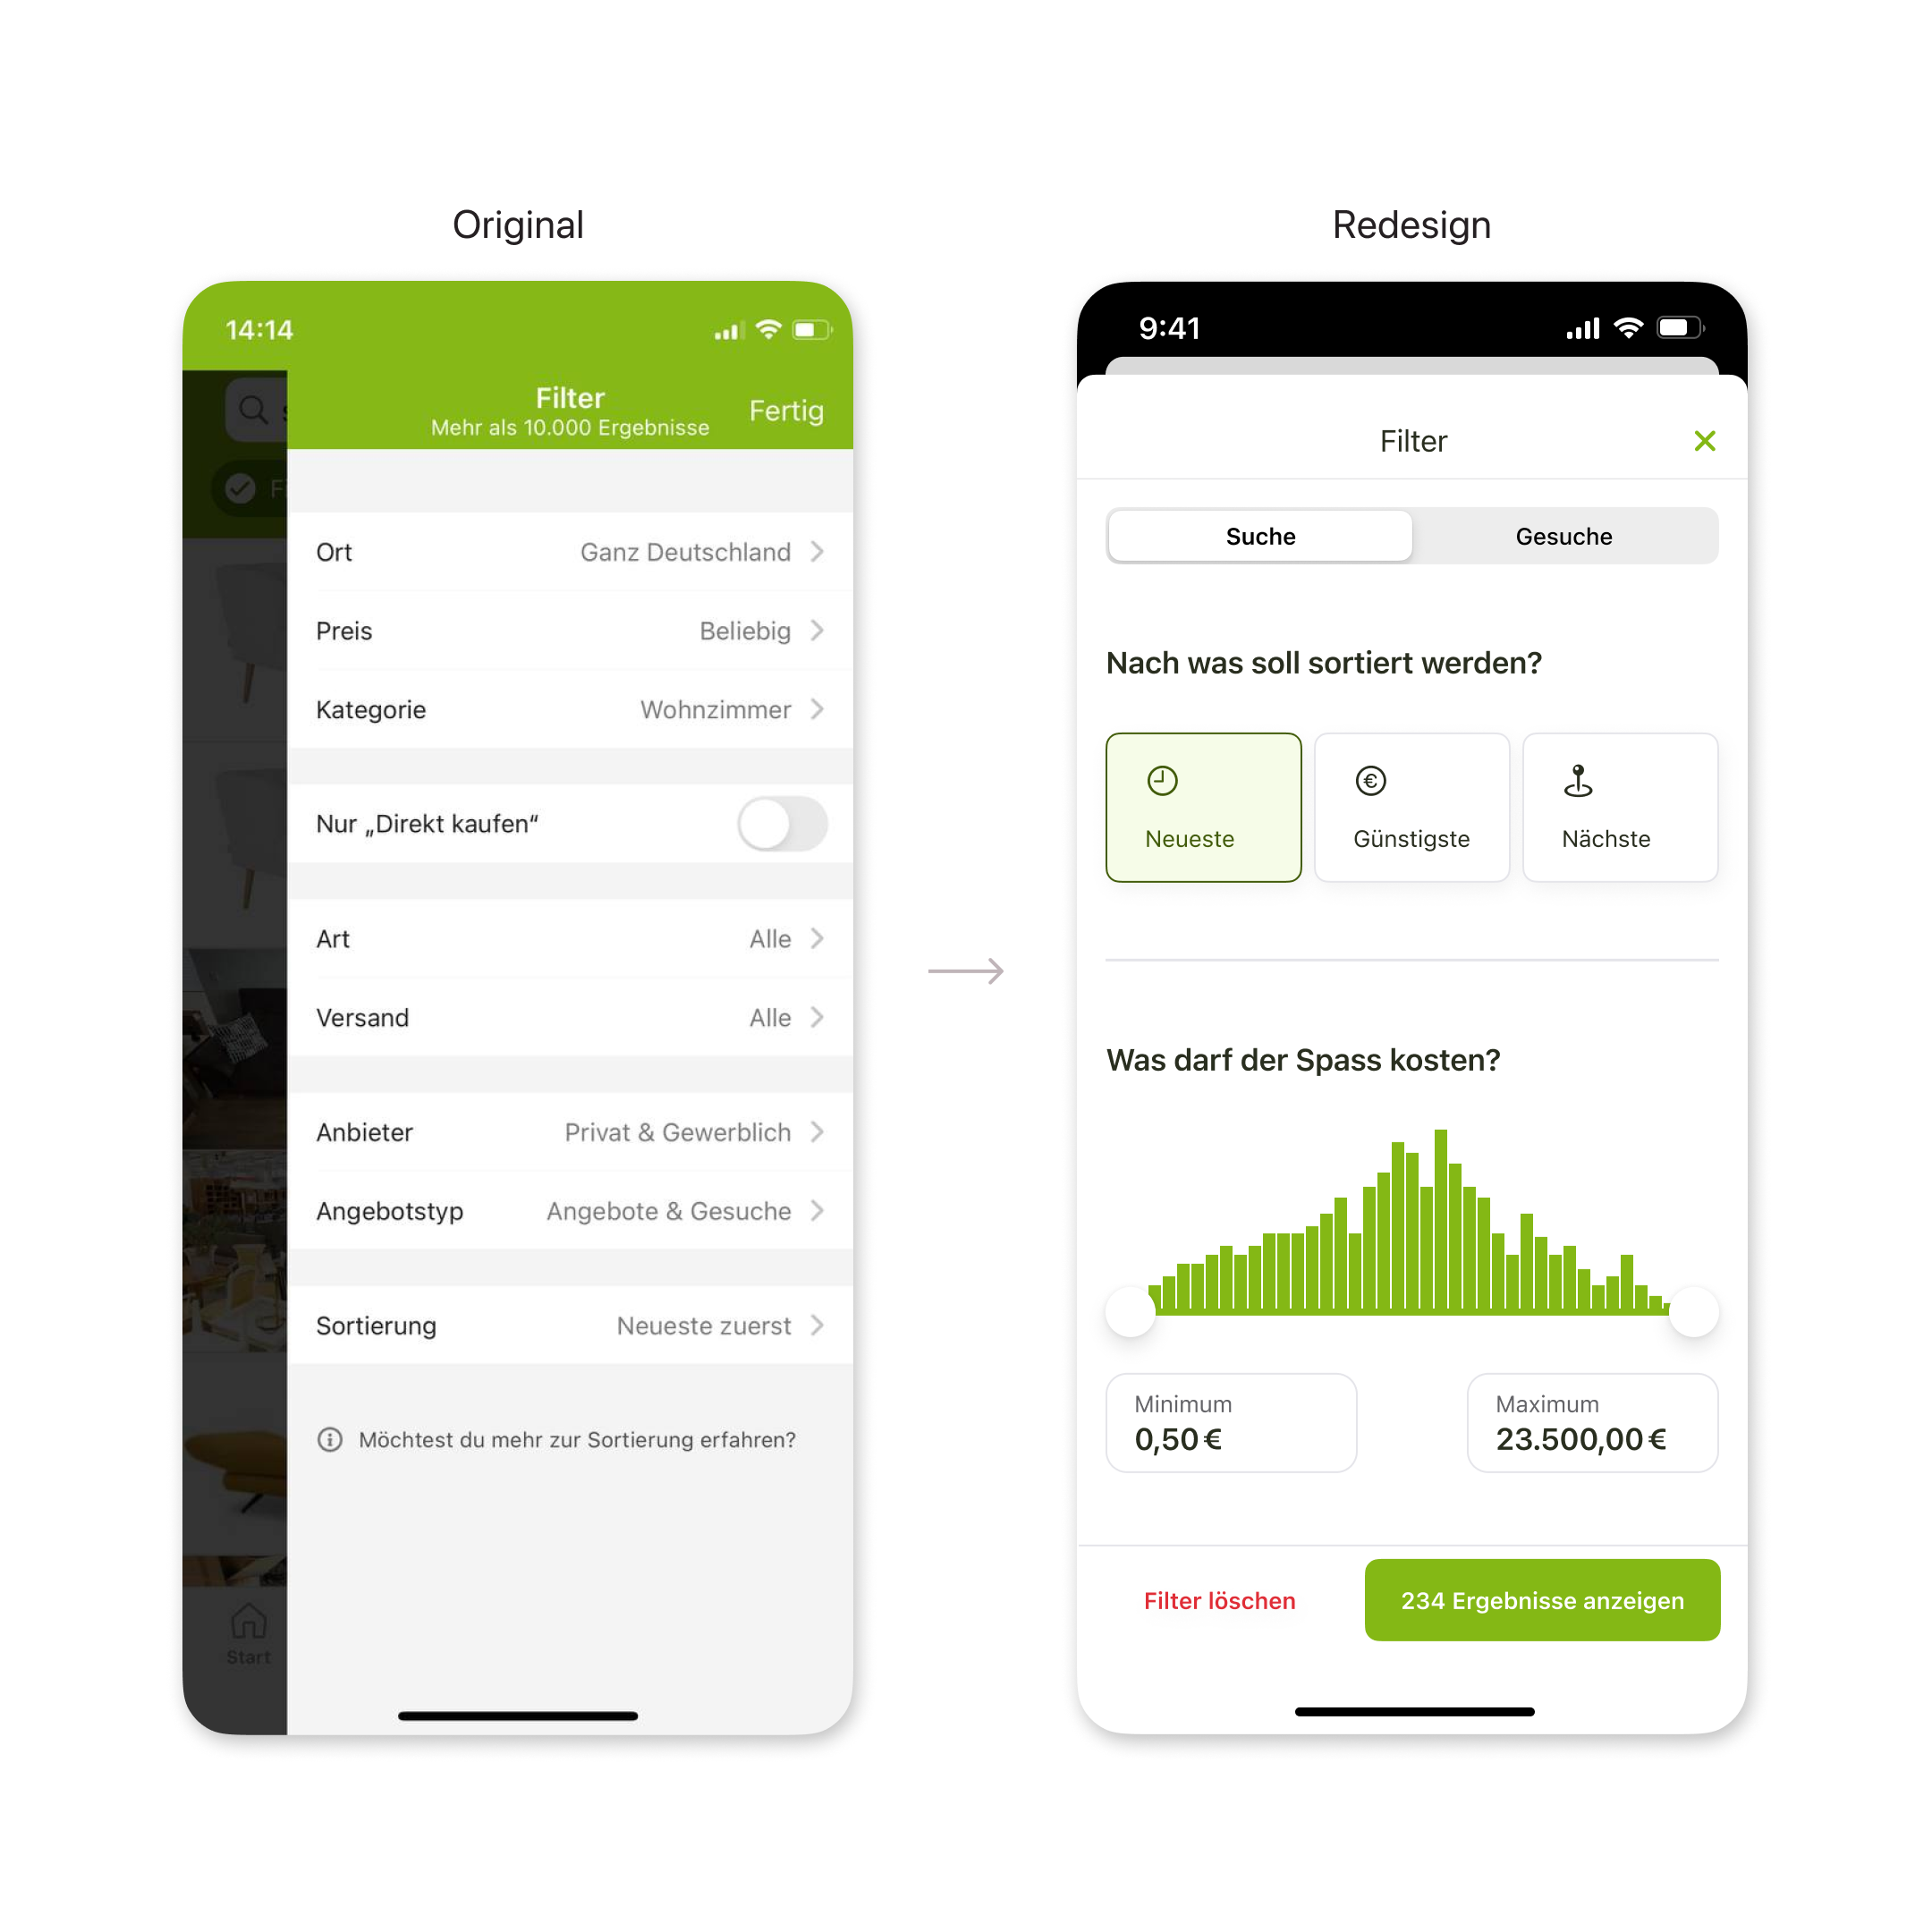 Original
14:14
Filter
Mehr als 10.000 Ergebnisse
Fertig
Ort Ganz Deutschland
Preis Beliebig
Kategorie Wohnzimmer
Nur „Direkt kaufen“
Art Alle
Versand Alle
Anbieter Privat & Gewerblich
Angebotstyp Angebote & Gesuche
Sortierung Neueste zuerst
Möchtest du mehr zur Sortierung erfahren?
Start
Redesign
9:41
Filter
Suche Gesuche
Nach was soll sortiert werden?
Neueste Günstigste Nächste
Was darf der Spass kosten?
Minimum Maximum
0,50 € 23.500,00 €
Filter löschen 234 Ergebnisse anzeigen